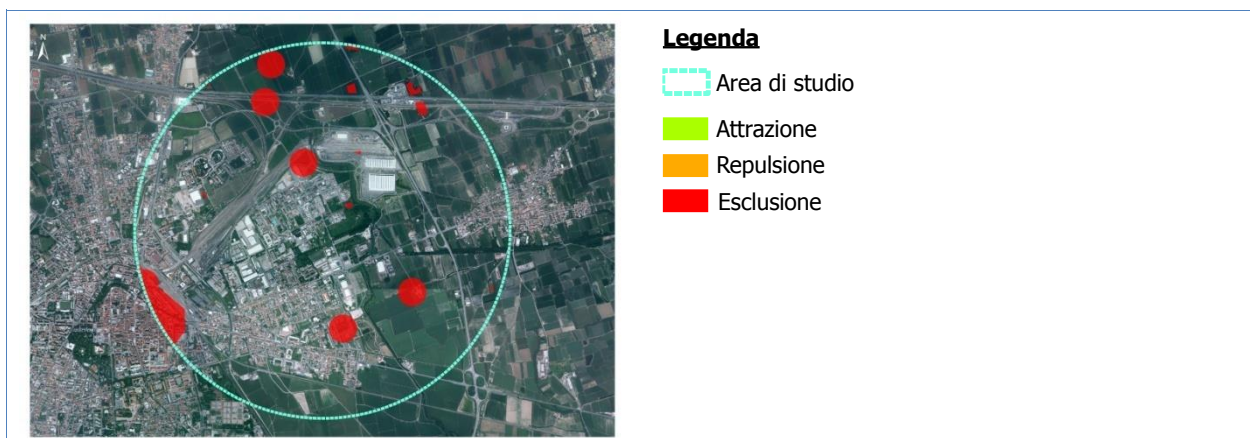 N
Legenda
Area di studio
Attrazione
Repulsione
Esclusione